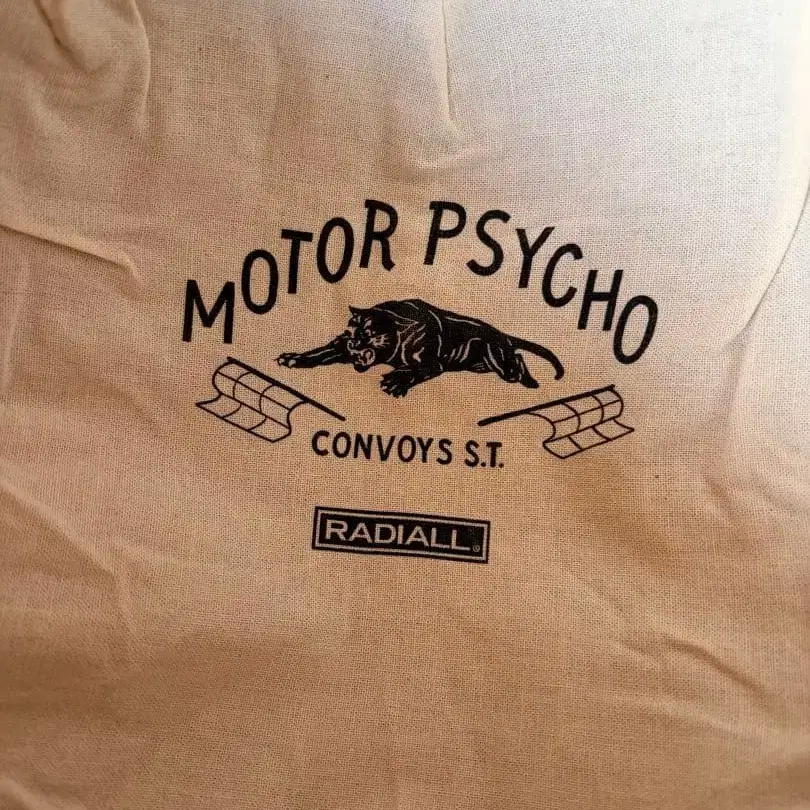 MOTOR PSYCHO
CONVOYS S.T.
RADIALL®